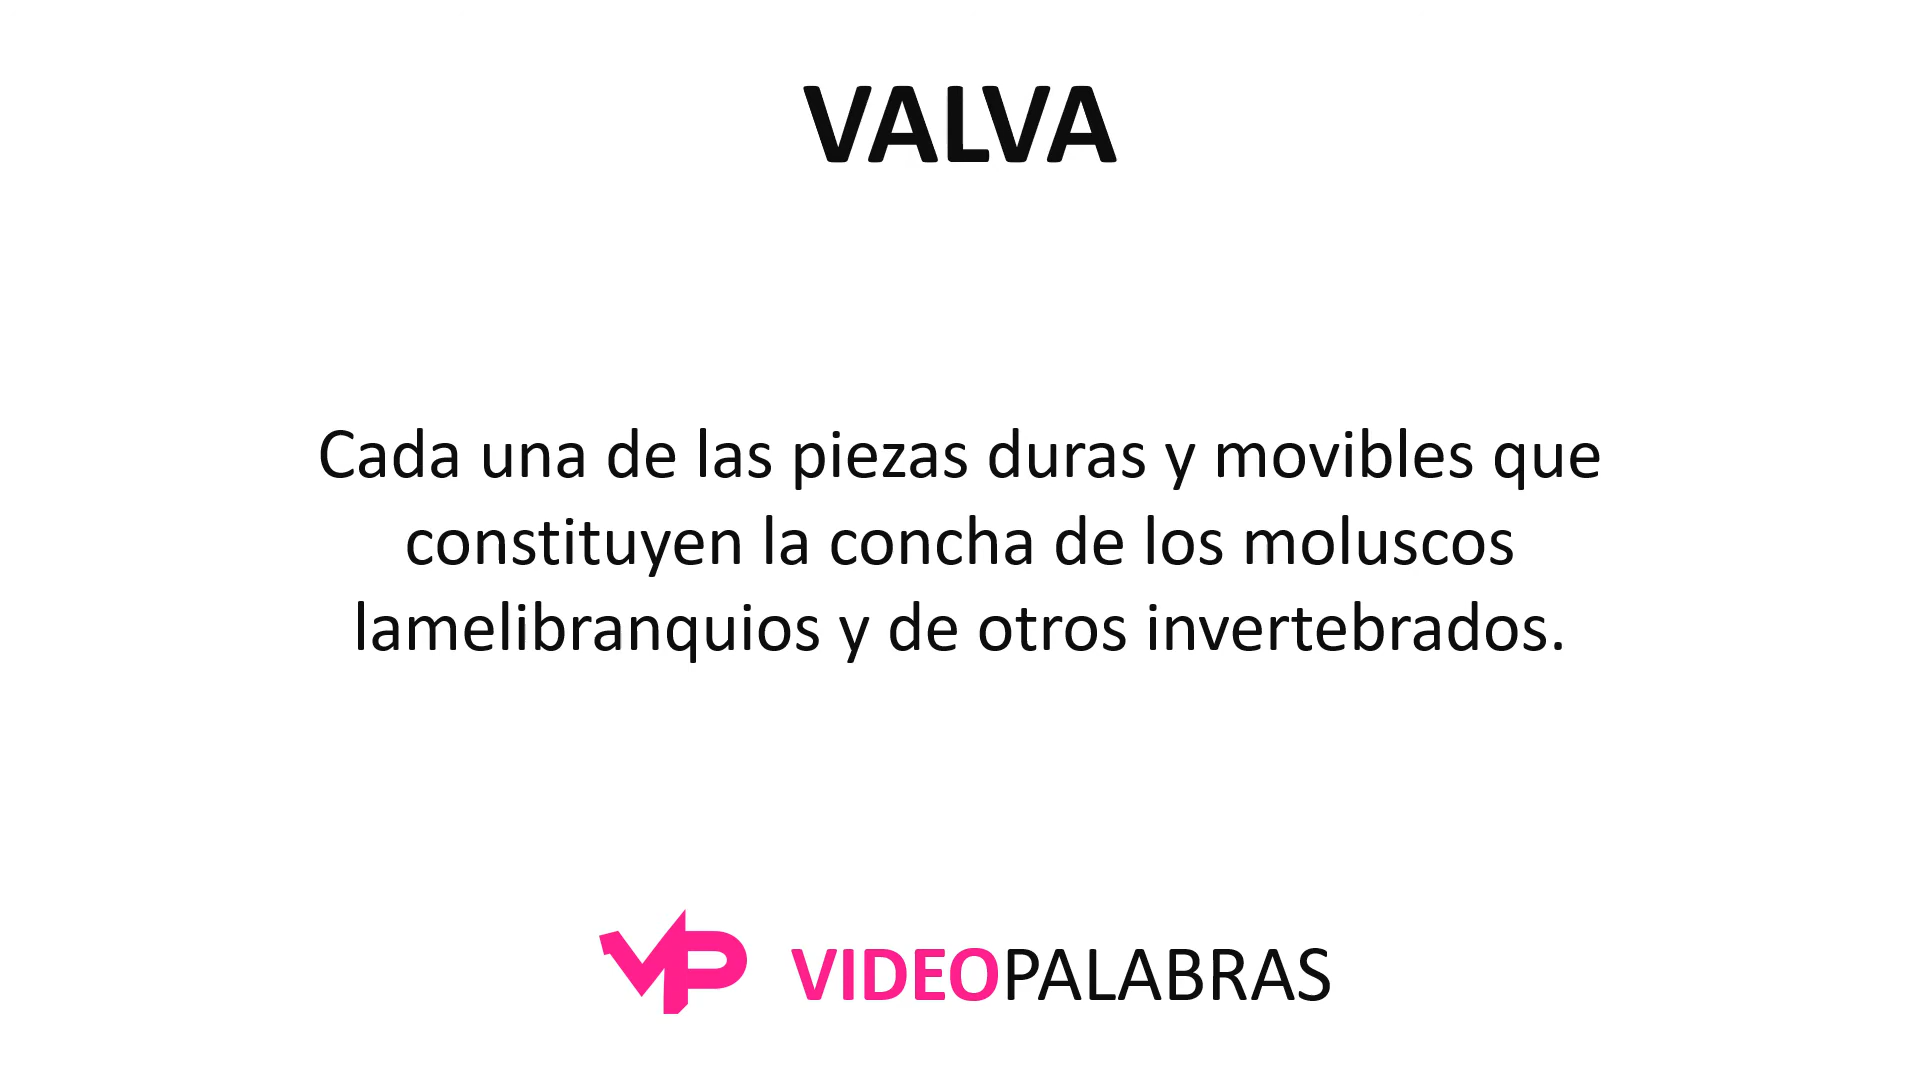 VALVA
Cada una de las piezas duras y movibles que
constituyen la concha de los moluscos
lamelibranquios y de otros invertebrados.
VP VIDEOPALABRAS